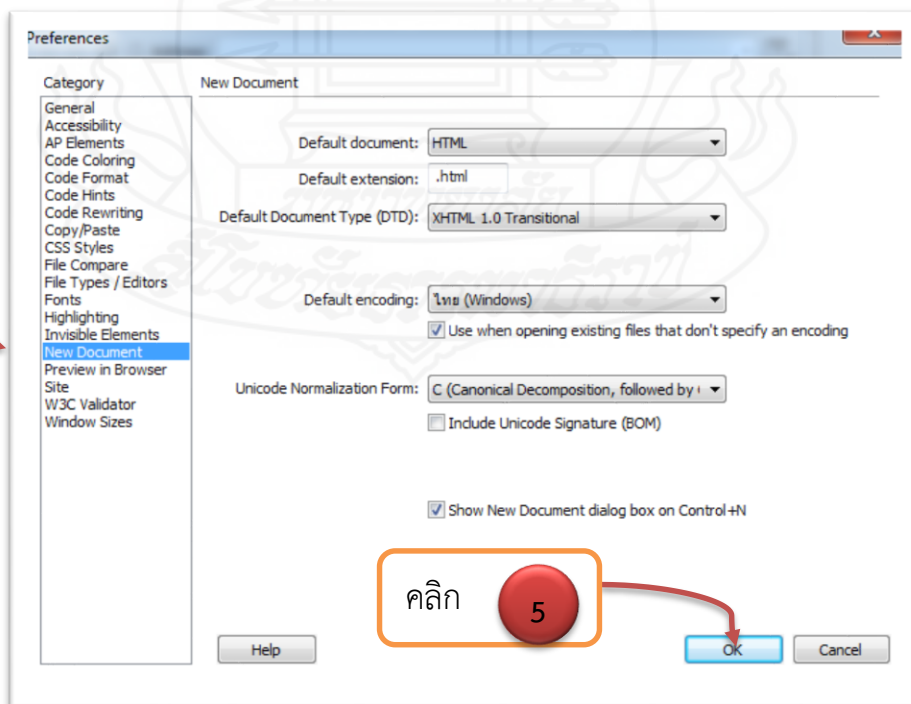 Preferences
X
Category
New Document
General
Accessibility
AP Elements
Code Coloring
Code Format
Code Hints
Code Rewriting
Copy/Paste
CSS Styles
File Compare
File Types / Editors
Fonts
Highlighting
Invisible Elements
New Document
Preview in Browser
Site
W3C Validator
Window Sizes
Default document: HTML
Default extension: .html
Default Document Type (DTD): XHTML 1.0 Transitional
Default encoding: ไทย (Windows)
Use when opening existing files that don't specify an encoding
Unicode Normalization Form: C (Canonical Decomposition, followed by
Include Unicode Signature (BOM)
Show New Document dialog box on Control+N
คลิก 5
Help
OK
Cancel